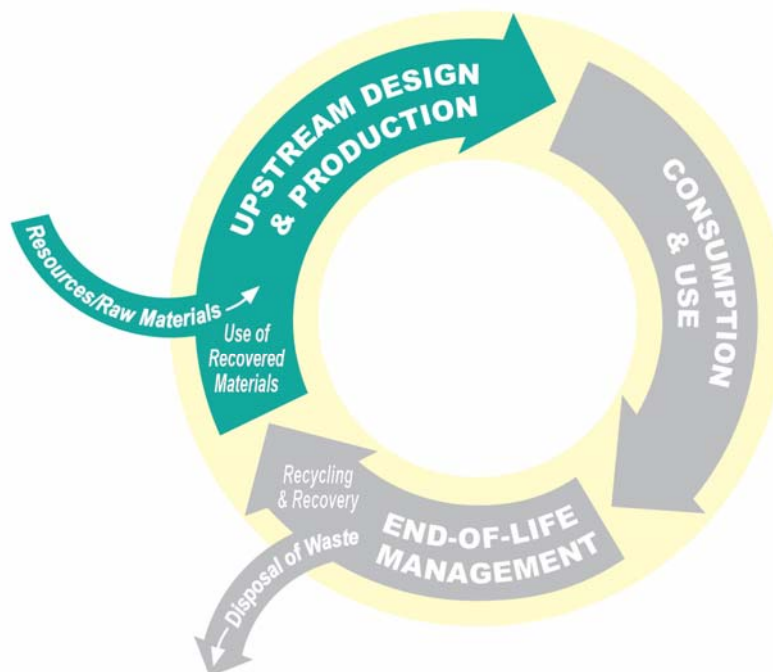 UPSTREAM DESIGN
& PRODUCTION
Resources/Raw Materials
Use of
Recovered
Materials
CONSUMPTION
& USE
END-OF-LIFE
MANAGEMENT
Recycling
& Recovery
Disposal of Waste